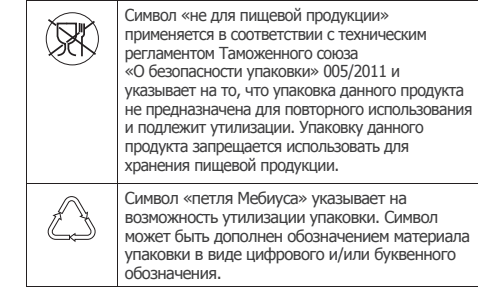 Символ «не для пищевой продукции»
применяется в соответствии с техническим
регламентом Таможенного союза
«О безопасности упаковки» 005/2011 и
указывает на то, что упаковка данного продукта
не предназначена для повторного использования
и подлежит утилизации. Упаковку данного
продукта запрещается использовать для
хранения пищевой продукции.
Символ «петля Мебиуса» указывает на
возможность утилизации упаковки. Символ
может быть дополнен обозначением материала
упаковки в виде цифрового и/или буквенного
обозначения.